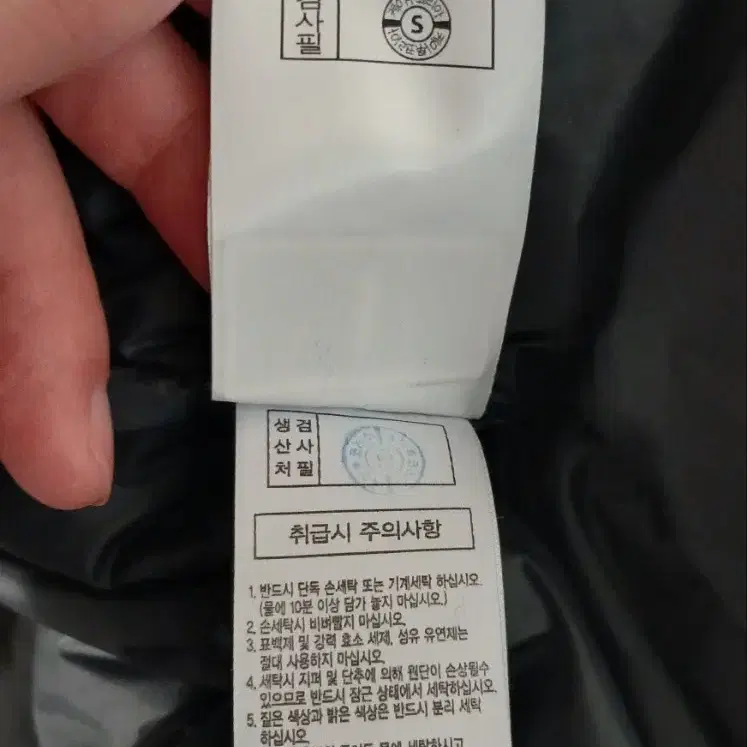 검
사
필
S
생 검
산 사
처 필
취급시 주의사항
1. 반드시 단독 손세탁 또는 기계세탁 하십시오.
(물에 10분 이상 담가 놓지 마십시오.)
2. 손세탁시 비벼빨지 마십시오.
3. 표백제 및 강력 효소 세제, 섬유 유연제는
절대 사용하지 마십시오.
4. 세탁시 지퍼 및 단추에 의해 원단이 손상될수
있으므로 반드시 잠근 상태에서 세탁하십시오.
5. 짙은 색상과 밝은 색상은 반드시 분리 세탁
하십시오.
물에 세탁하시고